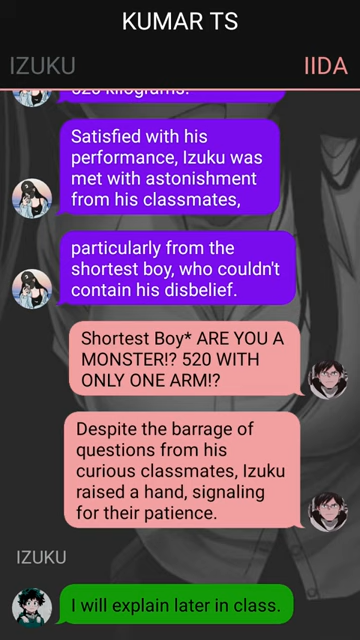 KUMAR TS
IZUKU
IIDA
520 kilograms.
Satisfied with his
performance, Izuku was
met with astonishment
from his classmates,
particularly from the
shortest boy, who couldn't
contain his disbelief.
Shortest Boy* ARE YOU A
MONSTER!? 520 WITH
ONLY ONE ARM!?
Despite the barrage of
questions from his
curious classmates, Izuku
raised a hand, signaling
for their patience.
IZUKU
I will explain later in class.